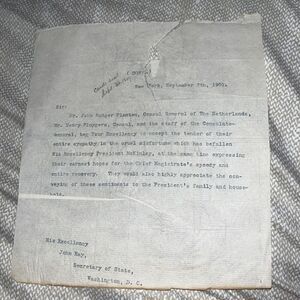 (COPY)
New York, September 7th, 1901.
Sir:
Mr. John Rutger Planten, Consul General of The Netherlands,
Mr. Henry Pluygers, Consul, and the staff of the Consulate-
General, beg Your Excellency to accept the tender of their
entire sympathy in the cruel misfortune which has befallen
His Excellency President McKinley, at the same time expressing
their earnest hopes for the Chief Magistrate's speedy and
entire recovery. They would also highly appreciate the con-
veying of these sentiments to the President's family and house-
hold.
His Excellency
John Hay,
Secretary of State,
Washington, D. C.